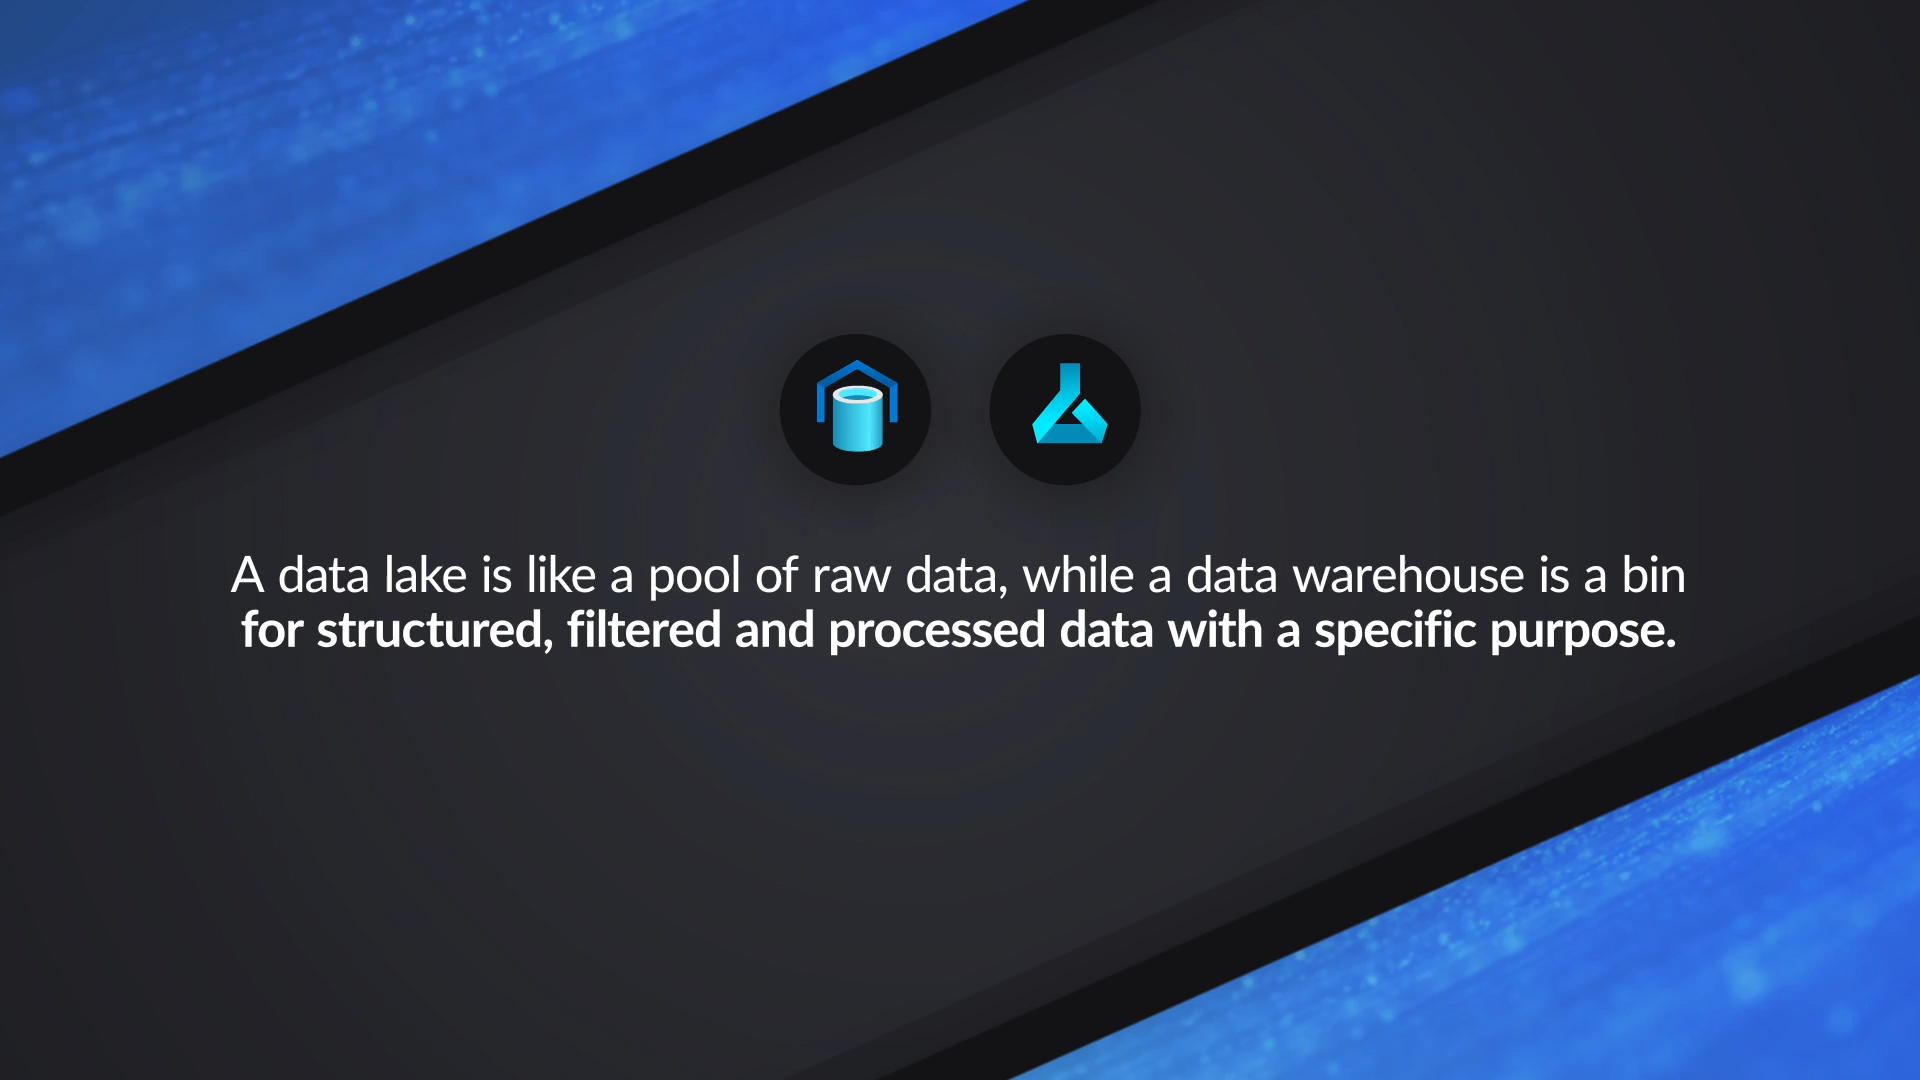 A data lake is like a pool of raw data, while a data warehouse is a bin
for structured, filtered and processed data with a specific purpose.